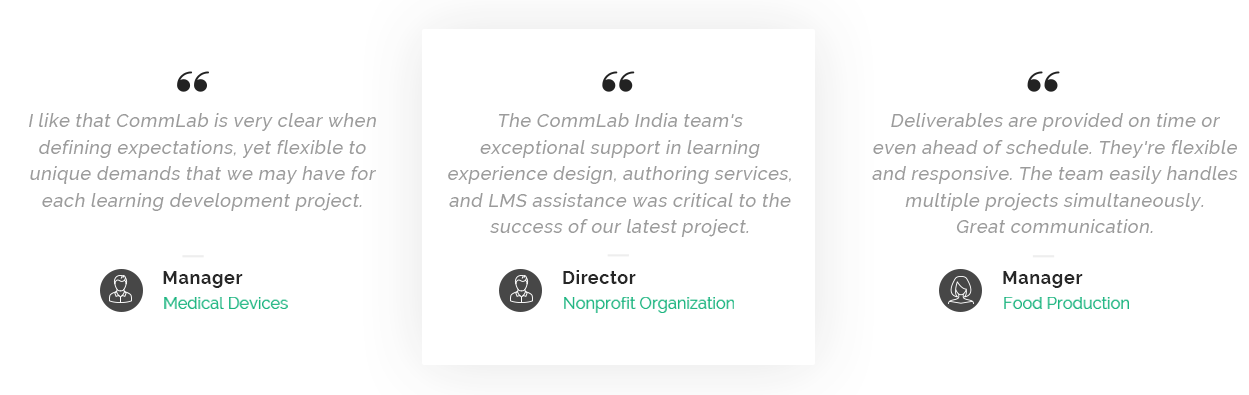 ❝
I like that CommLab is very clear when
defining expectations, yet flexible to
unique demands that we may have for
each learning development project.
Manager
Medical Devices
❝
The CommLab India team's
exceptional support in learning
experience design, authoring services,
and LMS assistance was critical to the
success of our latest project.
Director
Nonprofit Organization
❝
Deliverables are provided on time or
even ahead of schedule. They're flexible
and responsive. The team easily handles
multiple projects simultaneously.
Great communication.
Manager
Food Production